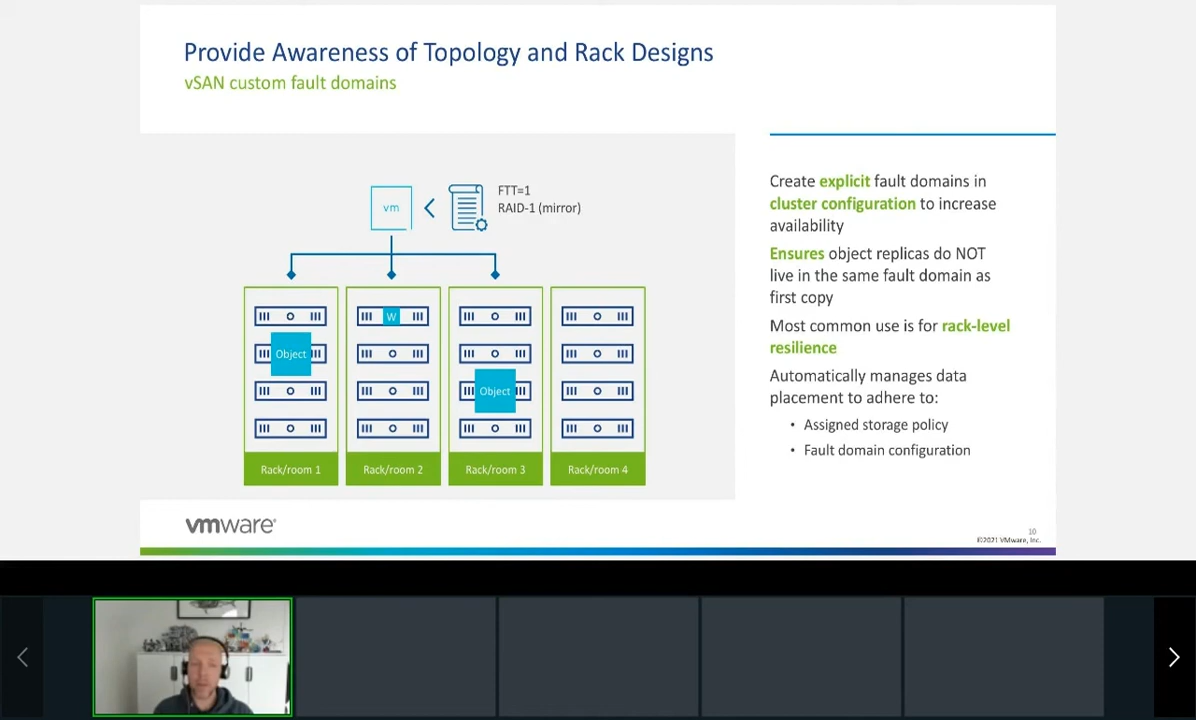 Provide Awareness of Topology and Rack Designs
vSAN custom fault domains
FTT=1
RAID-1 (mirror)
vm
W
Object
Object
Rack/room 1
Rack/room 2
Rack/room 3
Rack/room 4
Create explicit fault domains in
cluster configuration to increase
availability
Ensures object replicas do NOT
live in the same fault domain as
first copy
Most common use is for rack-level
resilience
Automatically manages data
placement to adhere to:
• Assigned storage policy
• Fault domain configuration
vmware®
10
©2021 VMware, Inc.